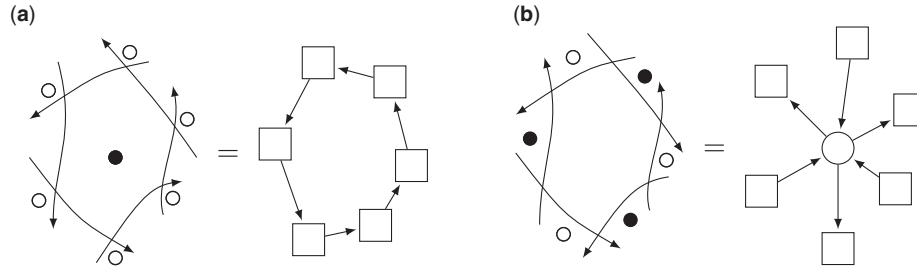 (a)
=
(b)
=